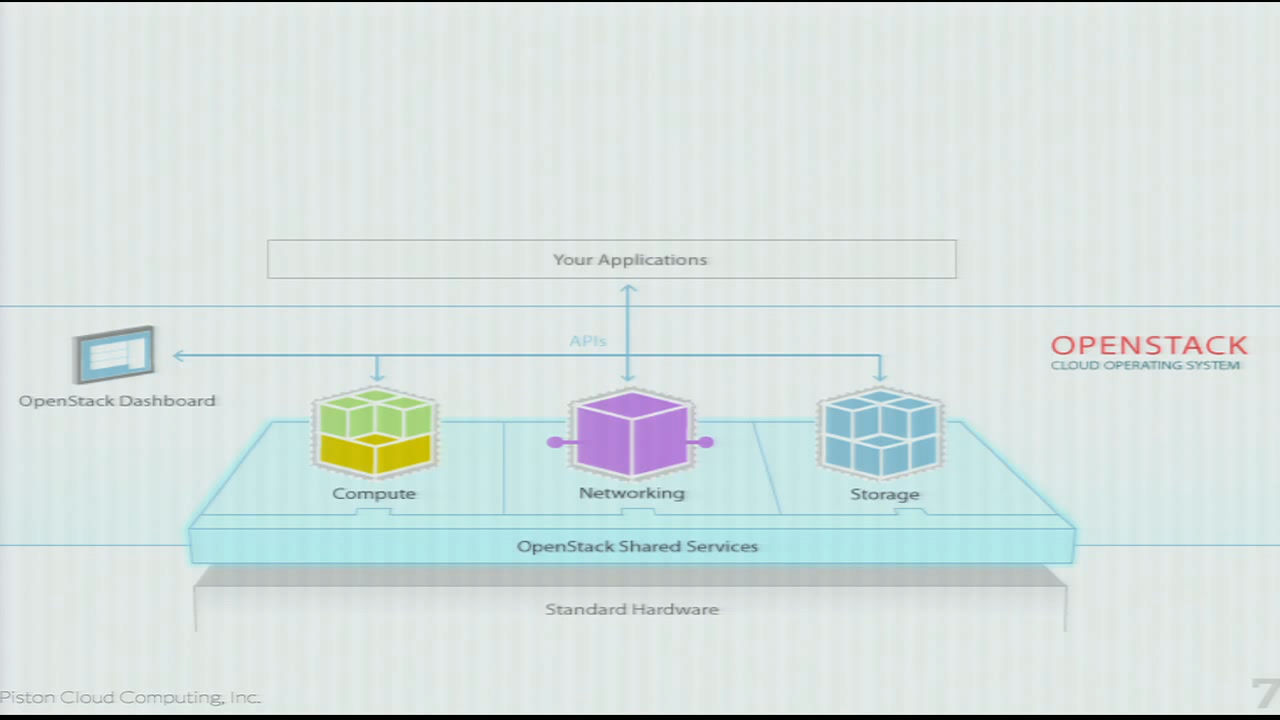 Your Applications
APIs
OPENSTACK
CLOUD OPERATING SYSTEM
OpenStack Dashboard
Compute
Networking
Storage
OpenStack Shared Services
Standard Hardware
Piston Cloud Computing, Inc.
7